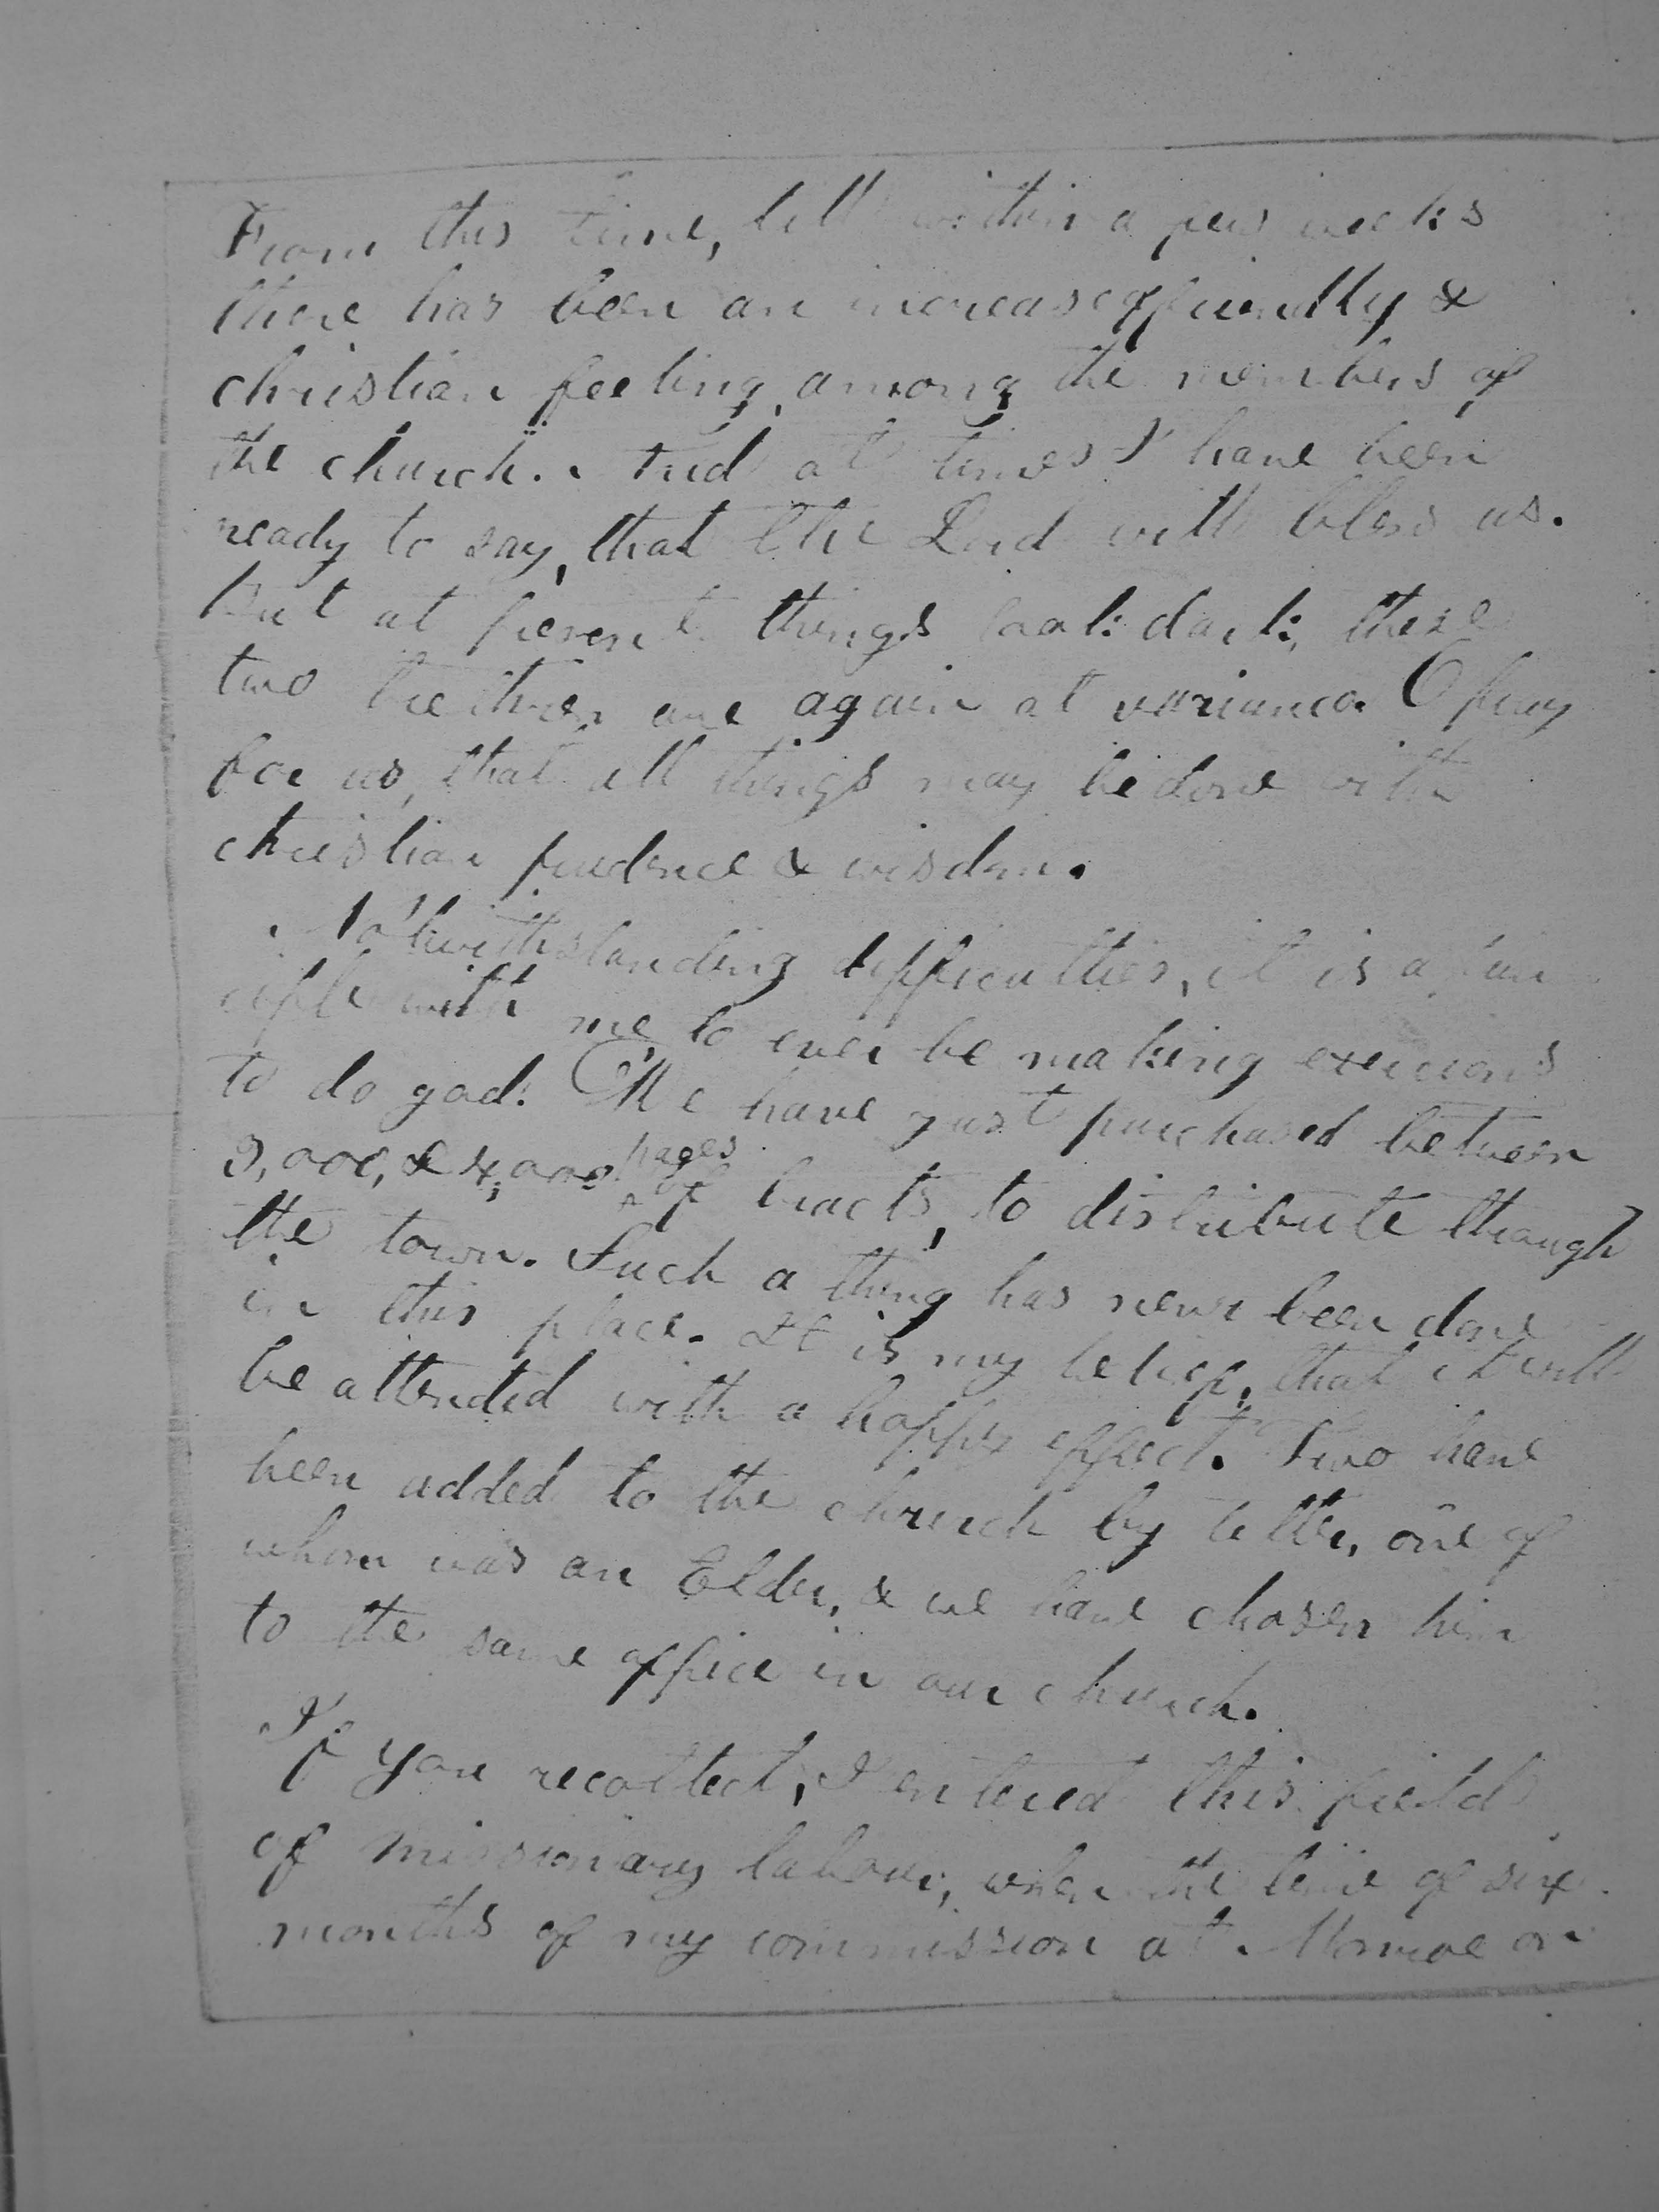 From this time, till within a few weeks
there has been an increase of friendly &
christian feeling, among the members of
the church. And at times I have been
ready to say, that the Lord will bless us.
But at present things look dark, these
two brethren are again at variance. O pray
for us, that all things may be done with
christian prudence & wisdom.
Notwithstanding difficulties, it is a prin
ciple with me, to ever be making exertions
to do good. We have just purchased between
3,000, & 4,000 pages of tracts, to distribute through
the town. Such a thing has never been done
in this place. It is my belief, that it will
be attended with a happy effect. Two have
been added to the church by letter, one of
whom was an Elder, & we have chosen him
to the same office in our church.
If you recollect, I entered this field
of missionary labour, when the time of six
months of my commission at Monroe on